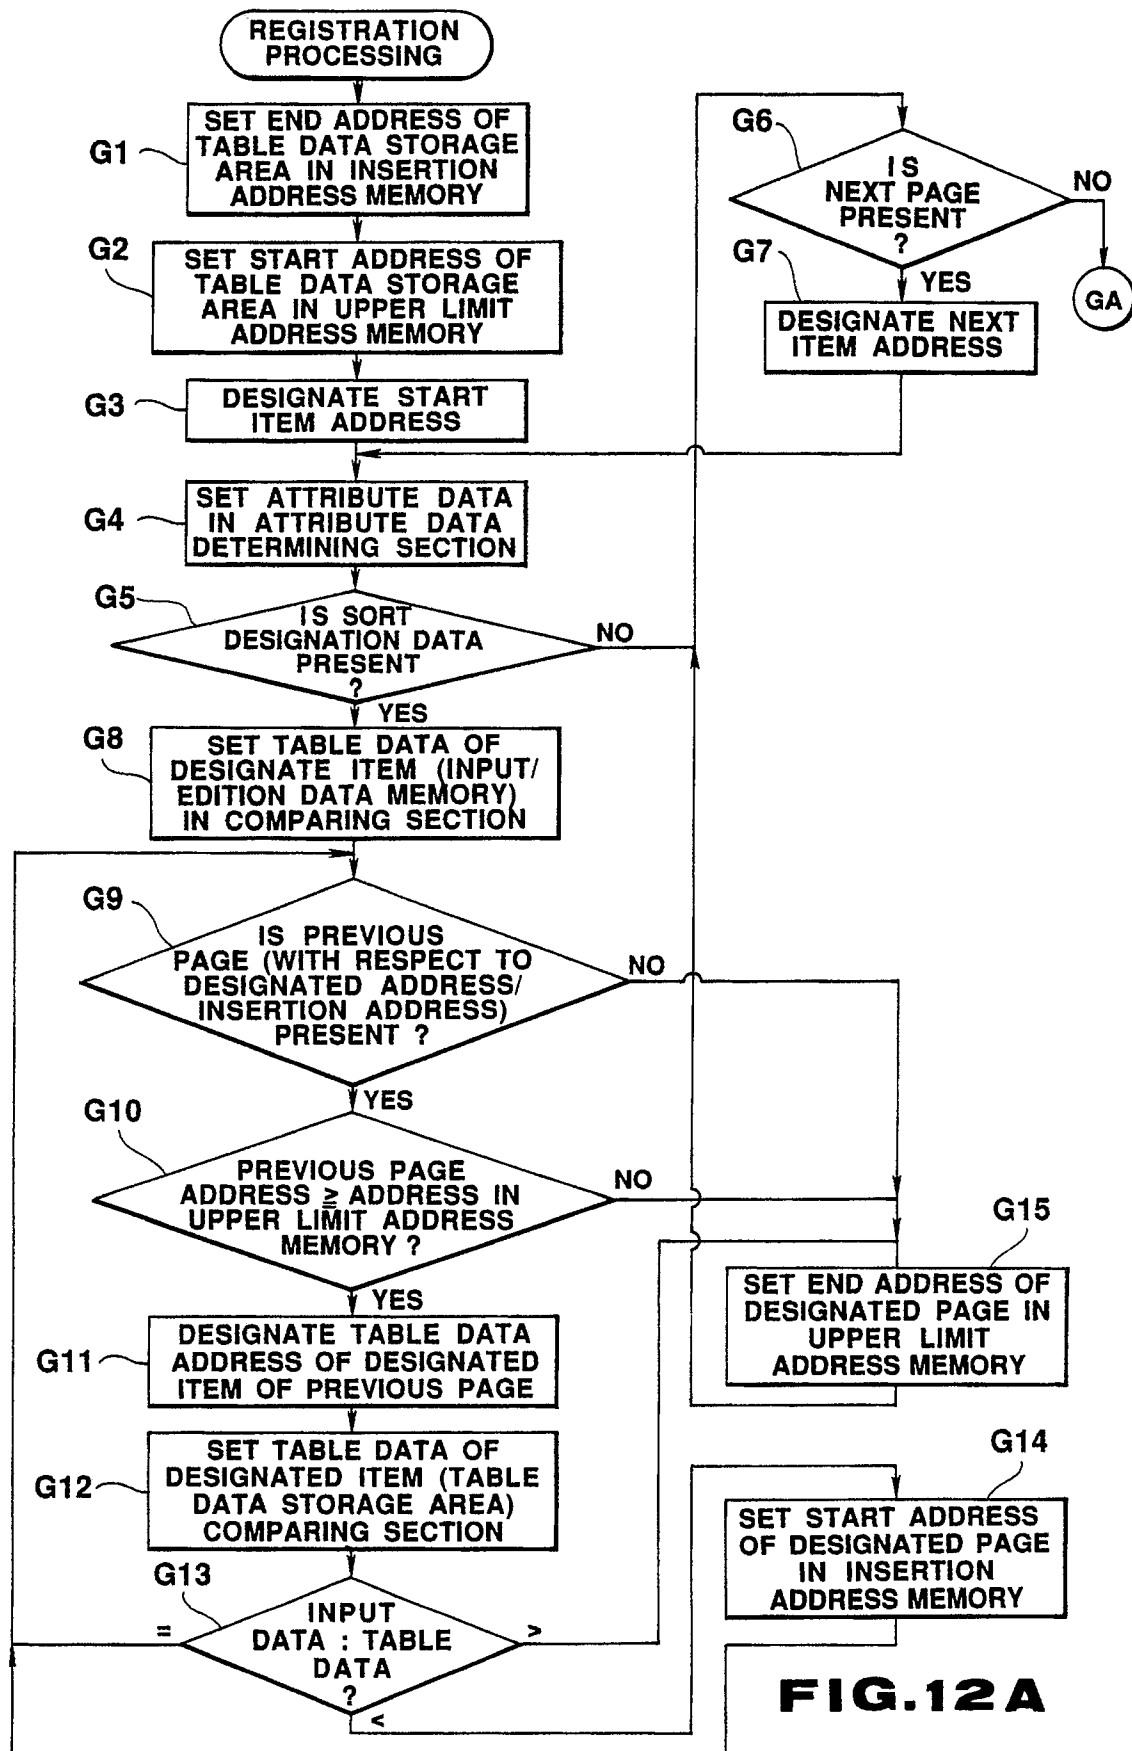 REGISTRATION
PROCESSING
G1
SET END ADDRESS OF
TABLE DATA STORAGE
AREA IN INSERTION
ADDRESS MEMORY
G2
SET START ADDRESS OF
TABLE DATA STORAGE
AREA IN UPPER LIMIT
ADDRESS MEMORY
G3
DESIGNATE START
ITEM ADDRESS
G4
SET ATTRIBUTE DATA
IN ATTRIBUTE DATA
DETERMINING SECTION
G5
IS SORT
DESIGNATION DATA
PRESENT
?
NO
YES
G6
IS
NEXT PAGE
PRESENT
?
NO
GA
YES
G7
DESIGNATE NEXT
ITEM ADDRESS
G8
SET TABLE DATA OF
DESIGNATE ITEM (INPUT/
EDITION DATA MEMORY)
IN COMPARING SECTION
G9
IS PREVIOUS
PAGE (WITH RESPECT TO
DESIGNATED ADDRESS/
INSERTION ADDRESS)
PRESENT ?
NO
YES
G10
PREVIOUS PAGE
ADDRESS ≧ ADDRESS IN
UPPER LIMIT ADDRESS
MEMORY ?
NO
YES
G11
DESIGNATE TABLE DATA
ADDRESS OF DESIGNATED
ITEM OF PREVIOUS PAGE
G12
SET TABLE DATA OF
DESIGNATED ITEM (TABLE
DATA STORAGE AREA)
COMPARING SECTION
G13
INPUT
DATA : TABLE
DATA
?
=
>
<
G15
SET END ADDRESS OF
DESIGNATED PAGE IN
UPPER LIMIT
ADDRESS MEMORY
G14
SET START ADDRESS
OF DESIGNATED PAGE
IN INSERTION
ADDRESS MEMORY
FIG.12A